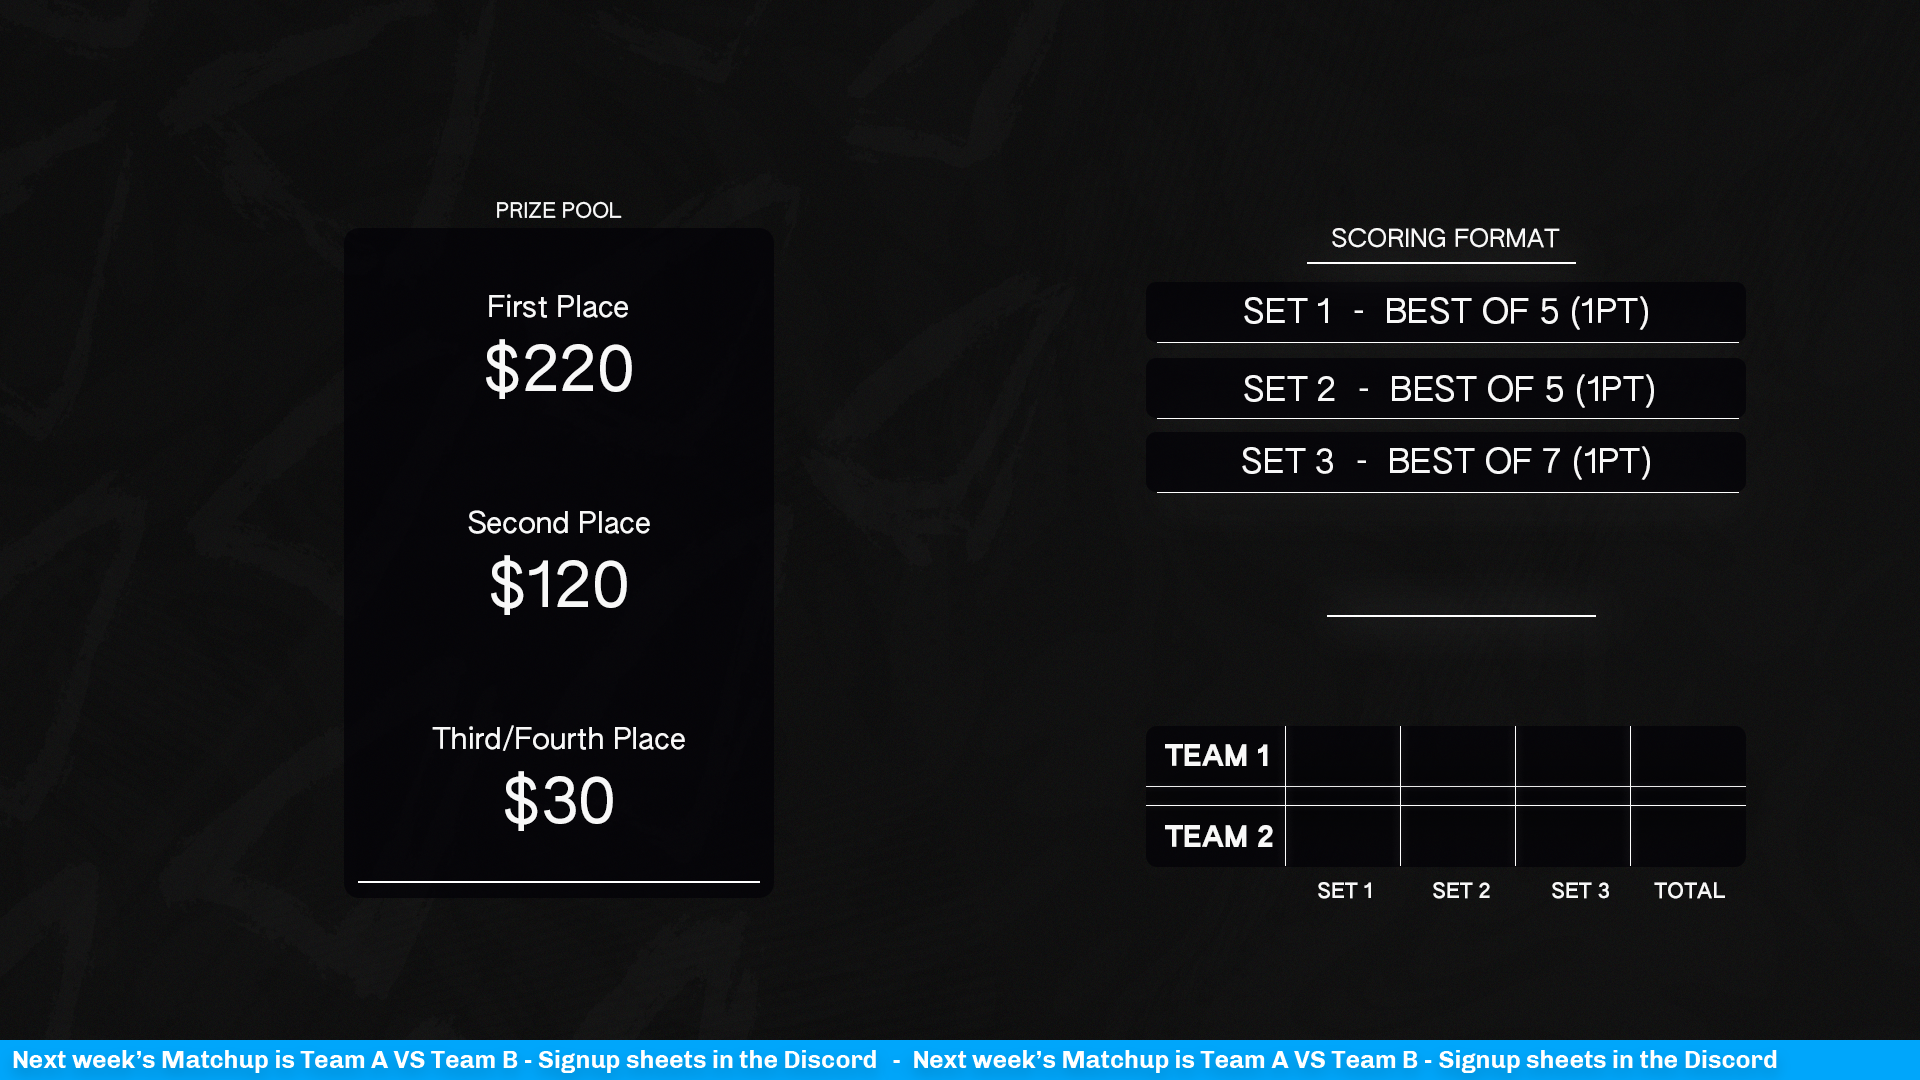 PRIZE POOL
First Place
$220
Second Place
$120
Third/Fourth Place
$30
SCORING FORMAT
SET 1 - BEST OF 5 (1PT)
SET 2 - BEST OF 5 (1PT)
SET 3 - BEST OF 7 (1PT)
TEAM 1
TEAM 2
SET 1 SET 2 SET 3 TOTAL
Next week’s Matchup is Team A VS Team B - Signup sheets in the Discord - Next week’s Matchup is Team A VS Team B - Signup sheets in the Discord